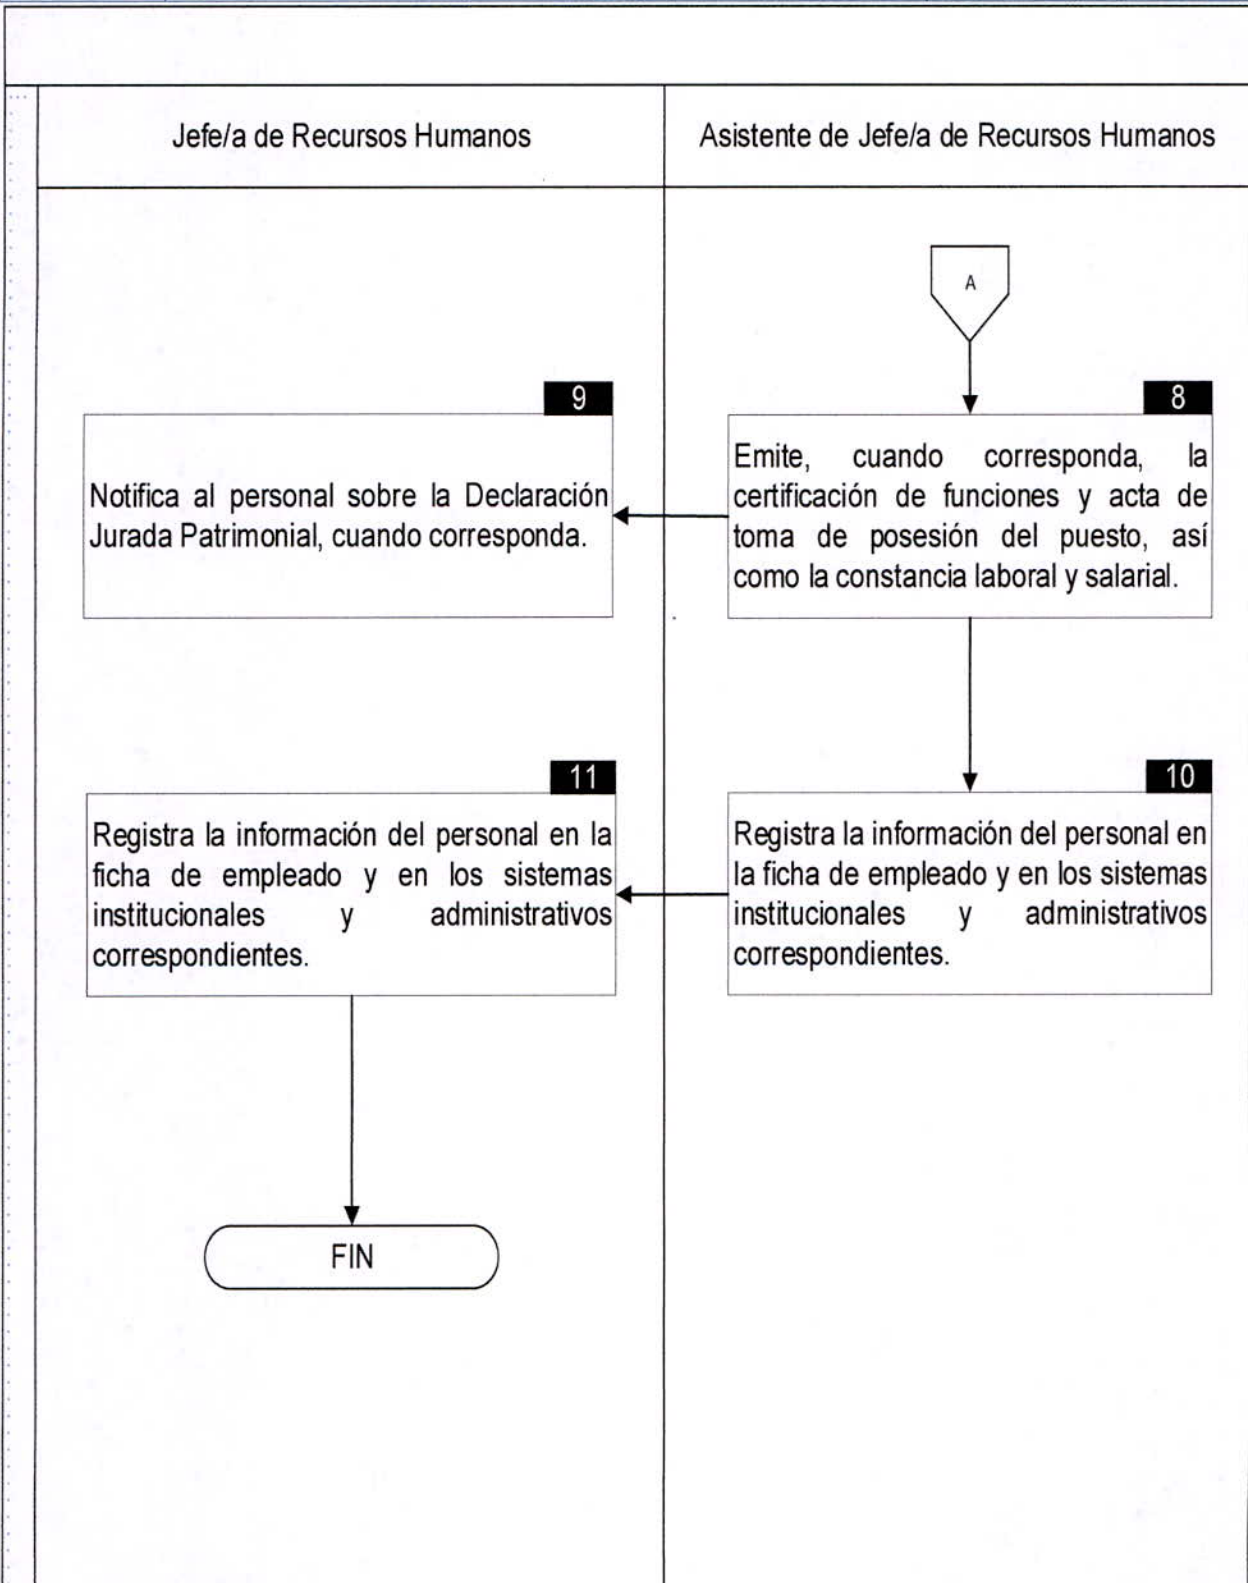 Jefe/a de Recursos Humanos
Asistente de Jefe/a de Recursos Humanos
A
8
Emite, cuando corresponda, la
certificación de funciones y acta de
toma de posesión del puesto, así
como la constancia laboral y salarial.
9
Notifica al personal sobre la Declaración
Jurada Patrimonial, cuando corresponda.
10
Registra la información del personal en
la ficha de empleado y en los sistemas
institucionales y administrativos
correspondientes.
11
Registra la información del personal en la
ficha de empleado y en los sistemas
institucionales y administrativos
correspondientes.
FIN